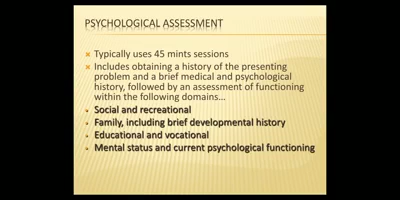 PSYCHOLOGICAL ASSESSMENT
Typically uses 45 mints sessions
Includes obtaining a history of the presenting
problem and a brief medical and psychological
history, followed by an assessment of functioning
within the following domains…
Social and recreational
Family, including brief developmental history
Educational and vocational
Mental status and current psychological functioning